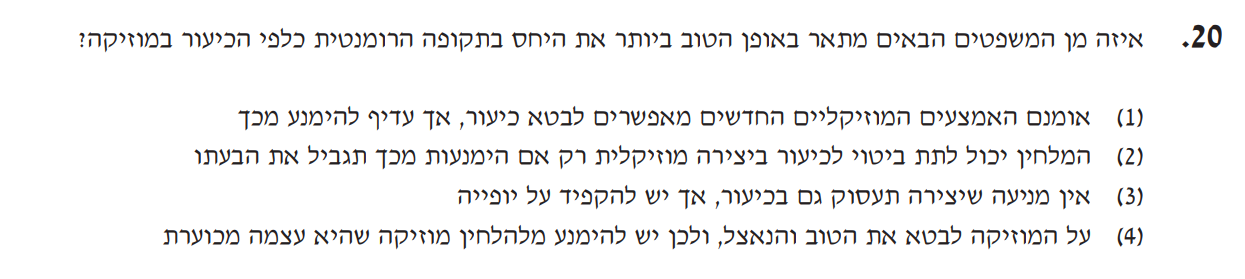 20. איזה מן המשפטים הבאים מתאר באופן הטוב ביותר את היחס בתקופה הרומנטית כלפי הכיעור במוזיקה?
(1) אומנם האמצעים המוזיקליים החדשים מאפשרים לבטא כיעור, אך עדיף להימנע מכך
(2) המלחין יכול לתת ביטוי לכיעור ביצירה מוזיקלית רק אם הימנעות מכך תגביל את הבעתו
(3) אין מניעה שיצירה תעסוק גם בכיעור, אך יש להקפיד על יופייה
(4) על המוזיקה לבטא את הטוב והנאצל, ולכן יש להימנע מלהלחין מוזיקה שהיא עצמה מכוערת